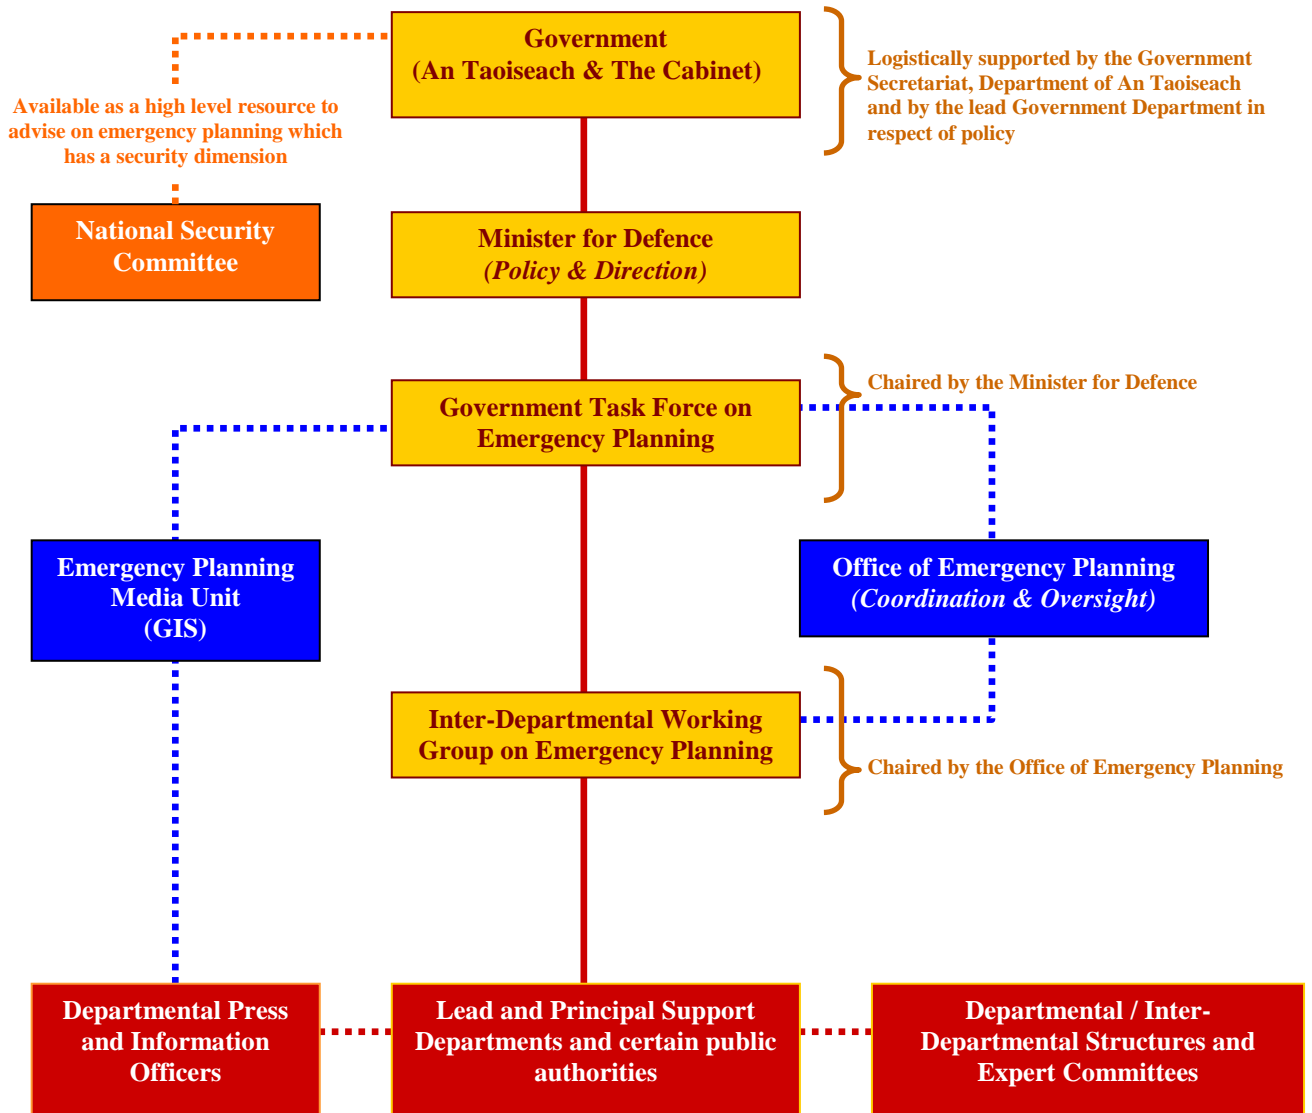 Government
(An Taoiseach & The Cabinet)
Logistically supported by the Government
Secretariat, Department of An Taoiseach
and by the lead Government Department in
respect of policy
Available as a high level resource to
advise on emergency planning which
has a security dimension
National Security
Committee
Minister for Defence
(Policy & Direction)
Chaired by the Minister for Defence
Government Task Force on
Emergency Planning
Emergency Planning
Media Unit
(GIS)
Office of Emergency Planning
(Coordination & Oversight)
Inter-Departmental Working
Group on Emergency Planning
Chaired by the Office of Emergency Planning
Departmental Press
and Information
Officers
Lead and Principal Support
Departments and certain public
authorities
Departmental / Inter-
Departmental Structures and
Expert Committees